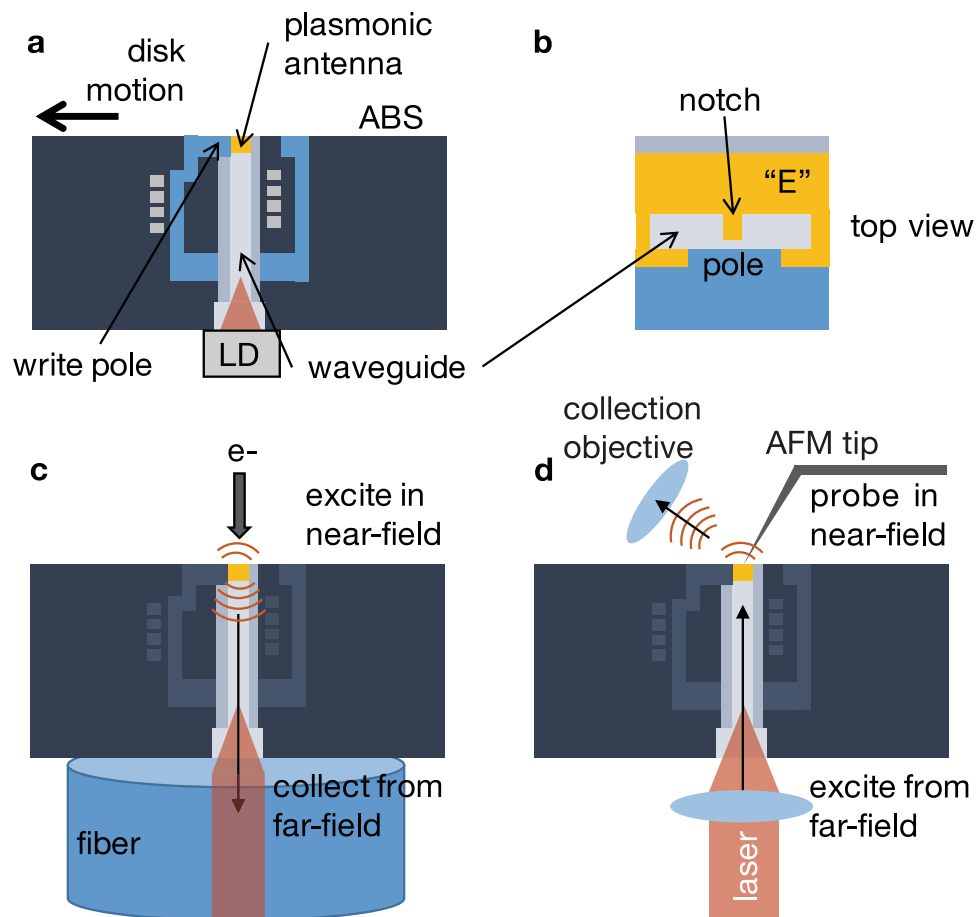 a
disk
motion
plasmonic
antenna
ABS
write pole
LD
waveguide
b
notch
“E”
pole
top view
c
e-
excite in
near-field
collect from
far-field
fiber
d
collection
objective
AFM tip
probe in
near-field
excite from
far-field
laser